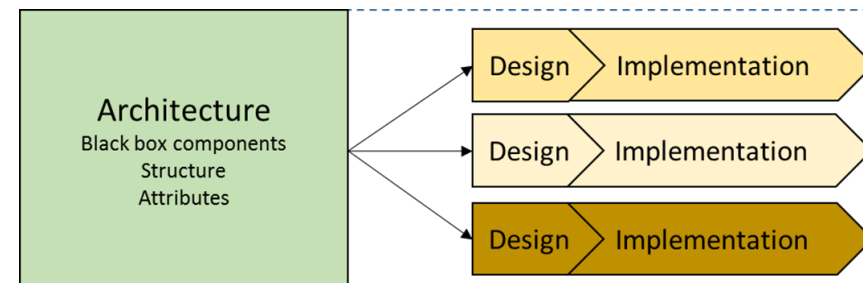 Architecture
Black box components
Structure
Attributes
Design Implementation
Design Implementation
Design Implementation